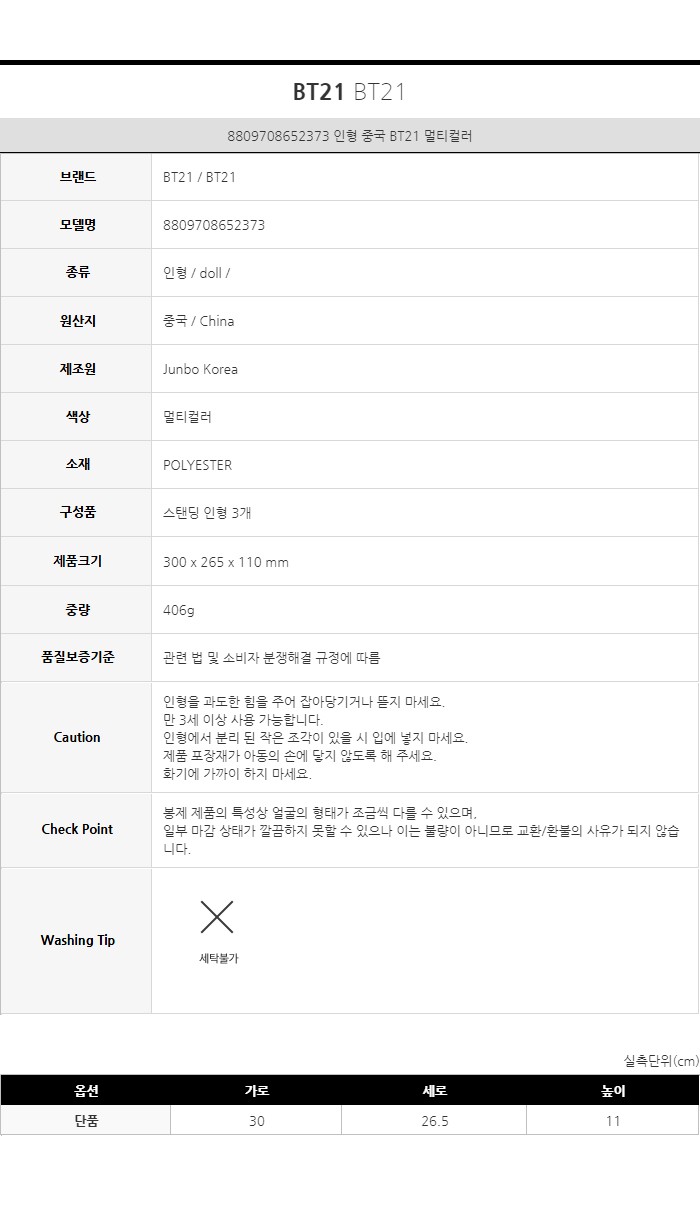 BT21 BT21
8809708652373 인형 중국 BT21 멀티컬러
브랜드 BT21 / BT21
모델명 8809708652373
종류 인형 / doll /
원산지 중국 / China
제조원 Junbo Korea
색상 멀티컬러
소재 POLYESTER
구성품 스탠딩 인형 3개
제품크기 300 x 265 x 110 mm
중량 406g
품질보증기준 관련 법 및 소비자 분쟁해결 규정에 따름
Caution
인형을 과도한 힘을 주어 잡아당기거나 뜯지 마세요.
만 3세 이상 사용 가능합니다.
인형에서 분리 된 작은 조각이 있을 시 입에 넣지 마세요.
제품 포장재가 아동의 손에 닿지 않도록 해 주세요.
화기에 가까이 하지 마세요.
Check Point
봉제 제품의 특성상 얼굴의 형태가 조금씩 다를 수 있으며,
일부 마감 상태가 깔끔하지 못할 수 있으나 이는 불량이 아니므로 교환/환불의 사유가 되지 않습
니다.
Washing Tip
세탁불가
실측단위(cm)
옵션 가로 세로 높이
단품 30 26.5 11